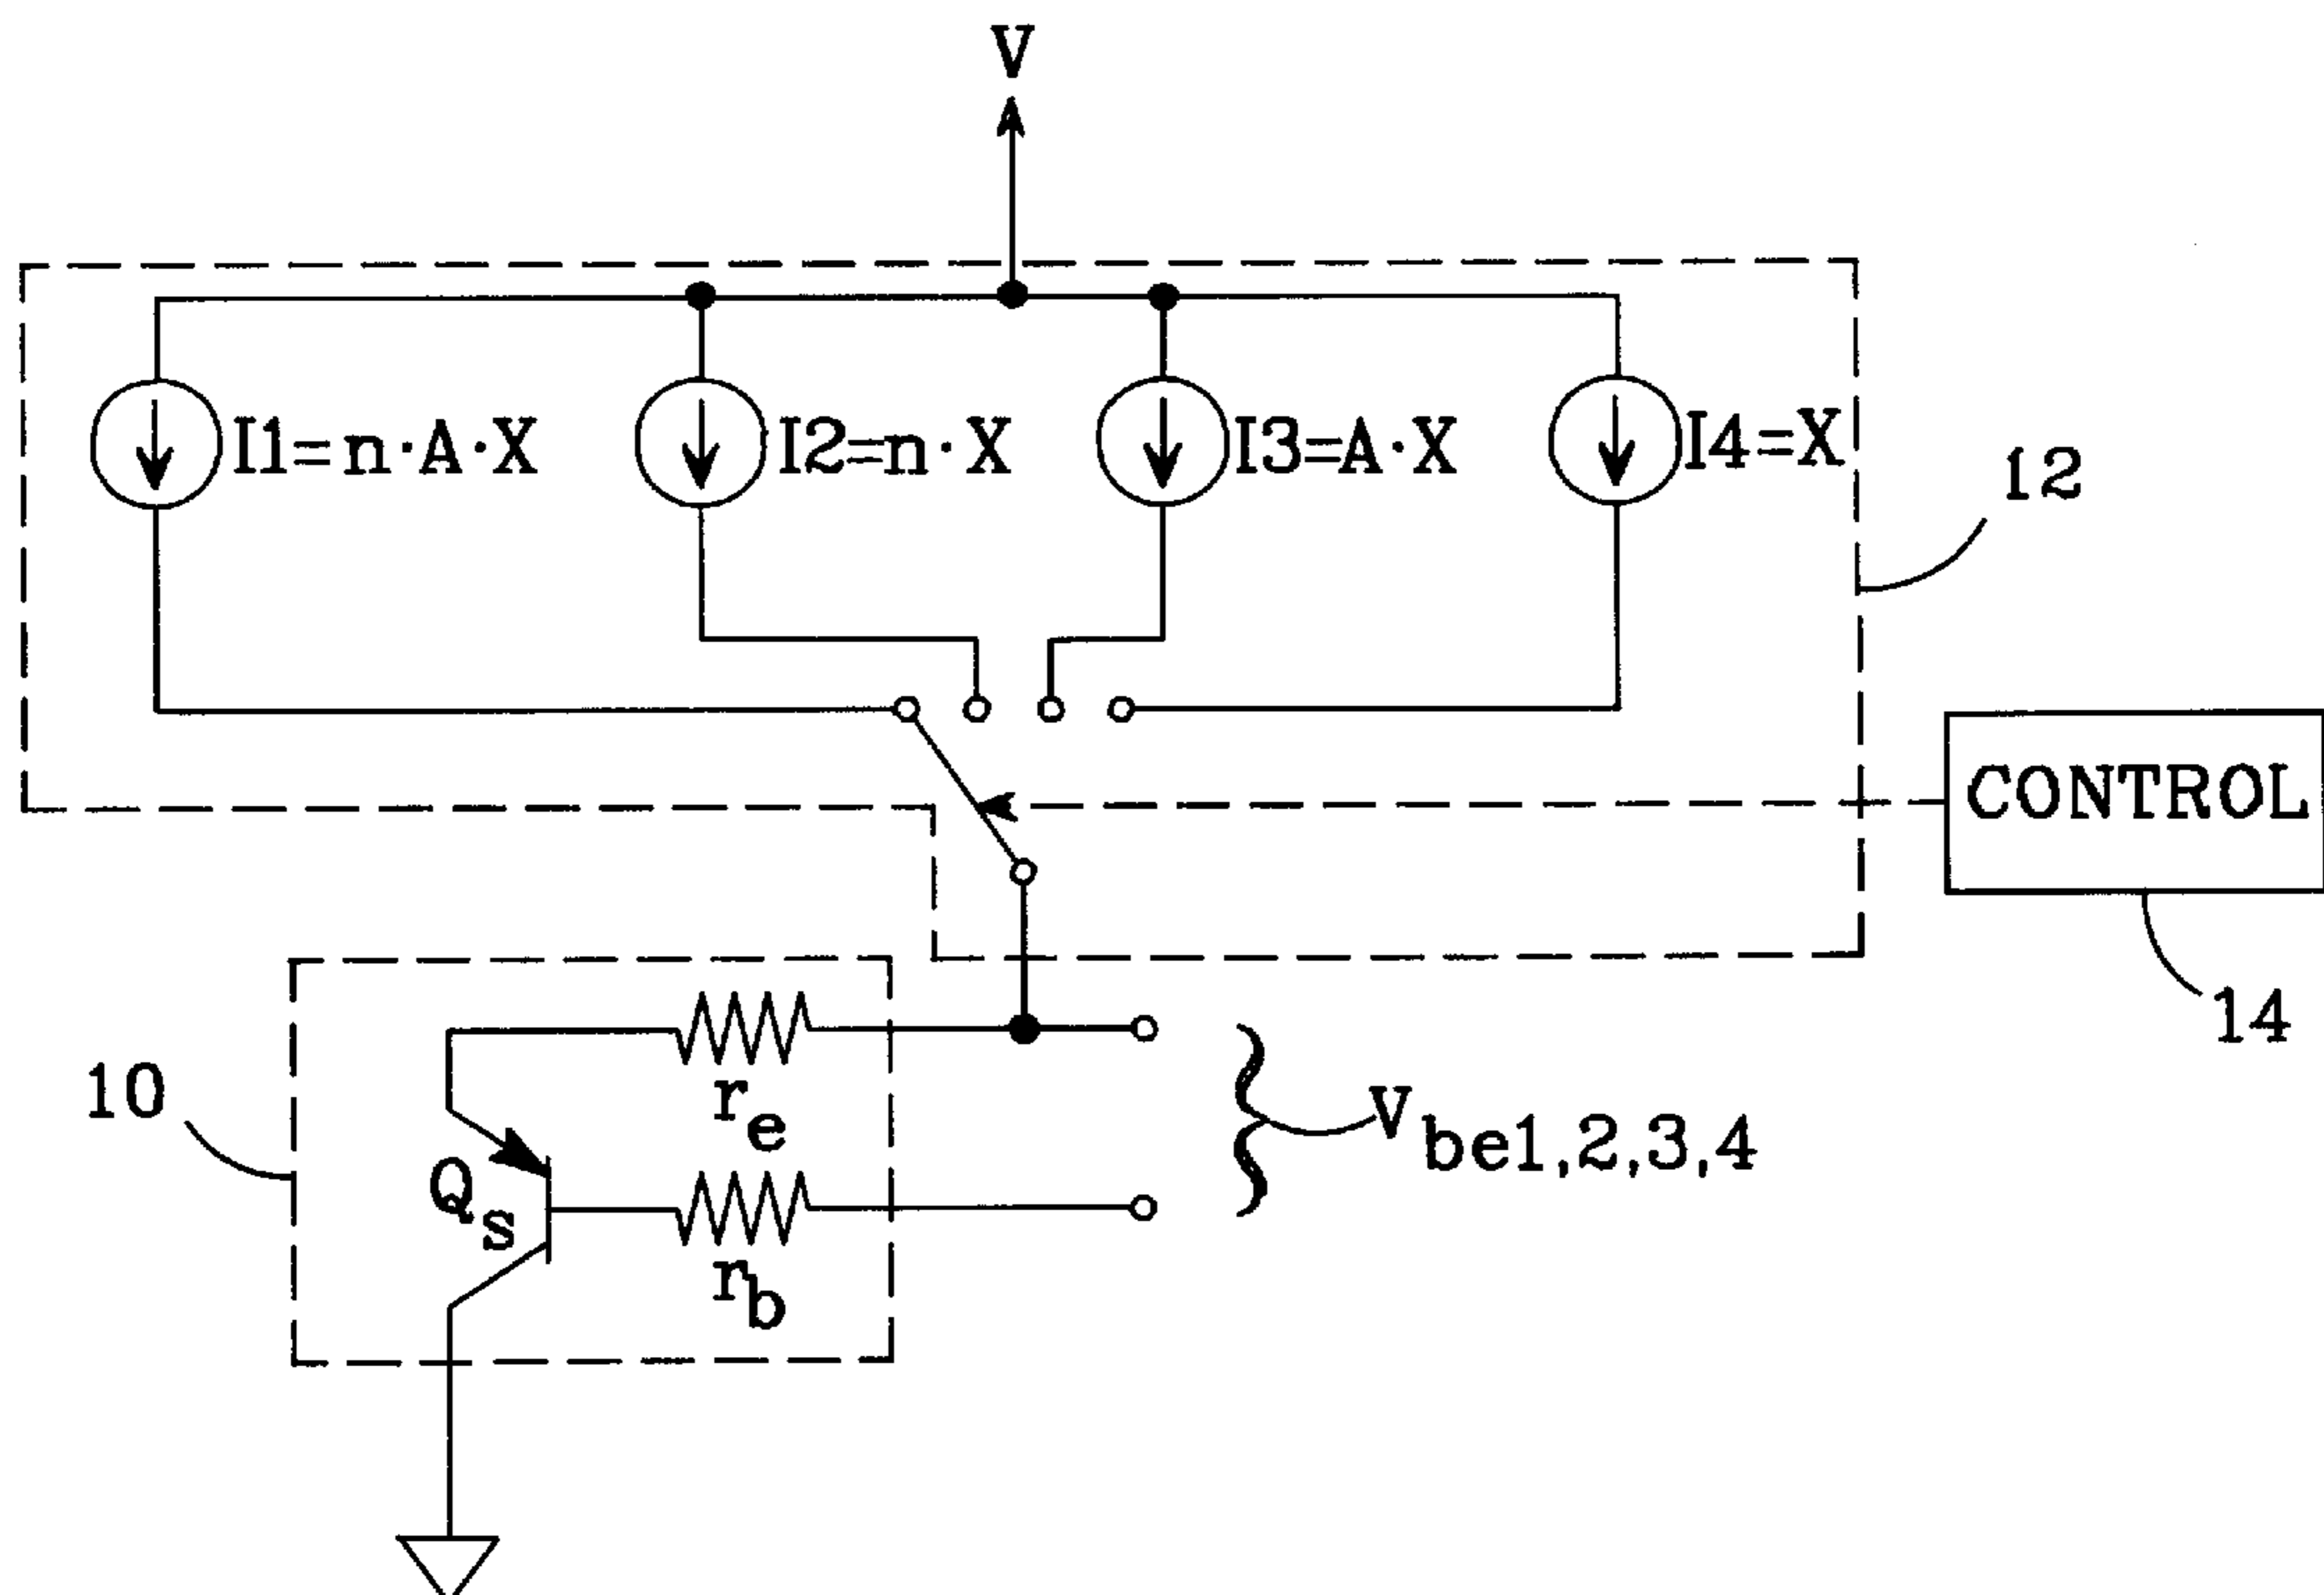 V
I1=n·A·X
I2=n·X
I3=A·X
I4=X
12
CONTROL
14
10
re
Qs
rb
Vbe1,2,3,4